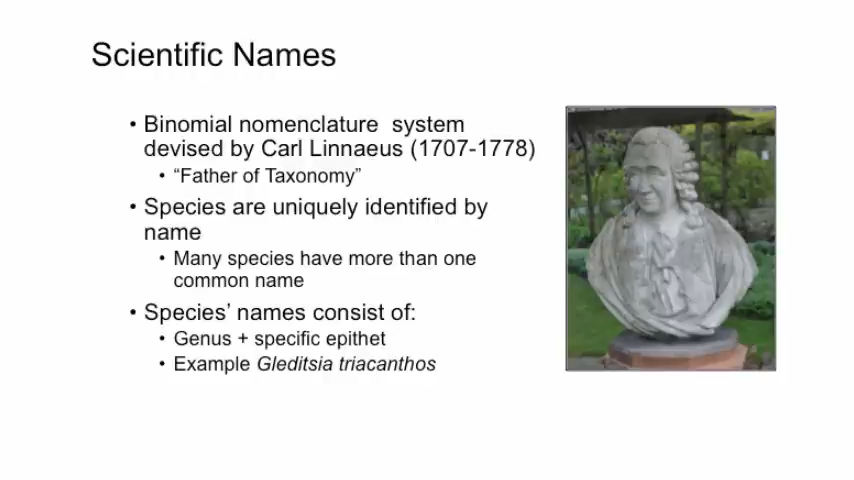 Scientific Names
• Binomial nomenclature  system
devised by Carl Linnaeus (1707-1778)
• “Father of Taxonomy”
• Species are uniquely identified by
name
• Many species have more than one
common name
• Species’ names consist of:
• Genus + specific epithet
• Example Gleditsia triacanthos